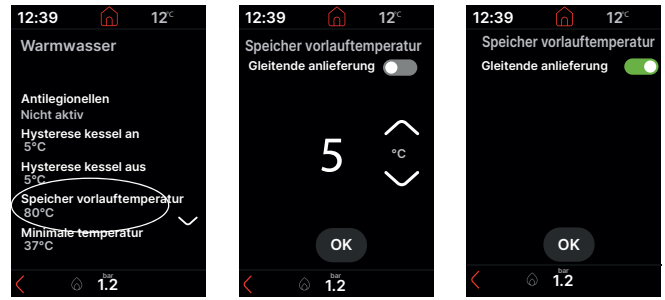 12:39
12°C
Warmwasser
Antilegionellen
Nicht aktiv
Hysterese kessel an
5°C
Hysterese kessel aus
5°C
Speicher vorlauftemperatur
80°C
Minimale temperatur
37°C
bar
1.2
12:39
12°C
Speicher vorlauftemperatur
Gleitende anlieferung
5
°C
OK
bar
1.2
12:39
12°C
Speicher vorlauftemperatur
Gleitende anlieferung
OK
bar
1.2